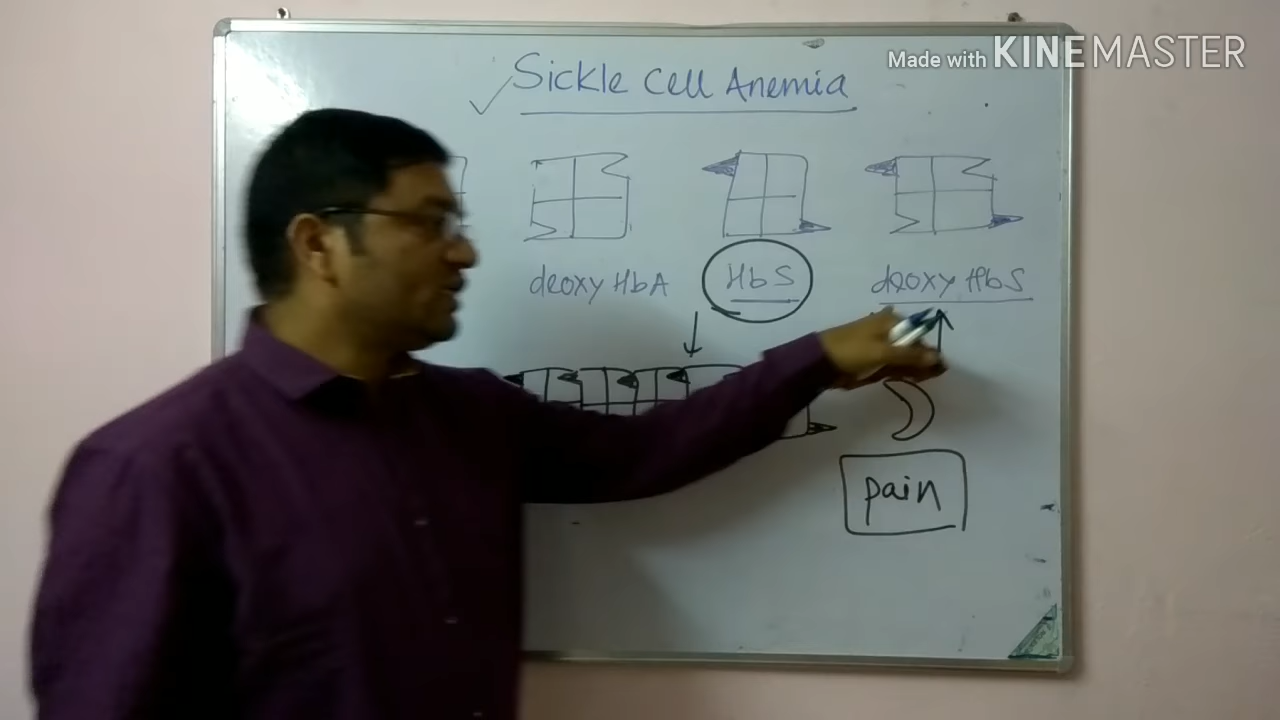 Made with KINEMASTER
Sickle Cell Anemia
deoxy HbA
HbS
deoxy HbS
pain